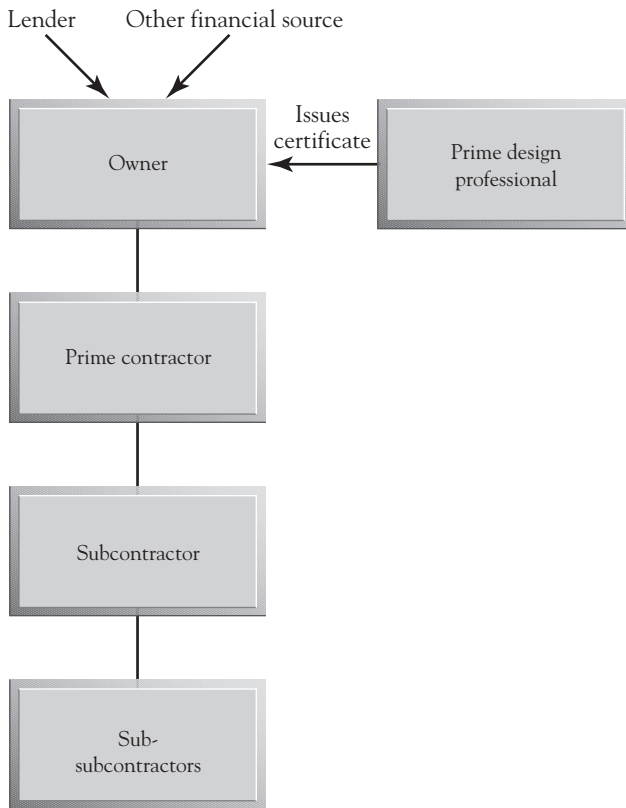 Lender
Other financial source
Issues
certificate
Owner
Prime design
professional
Prime contractor
Subcontractor
Sub-
subcontractors